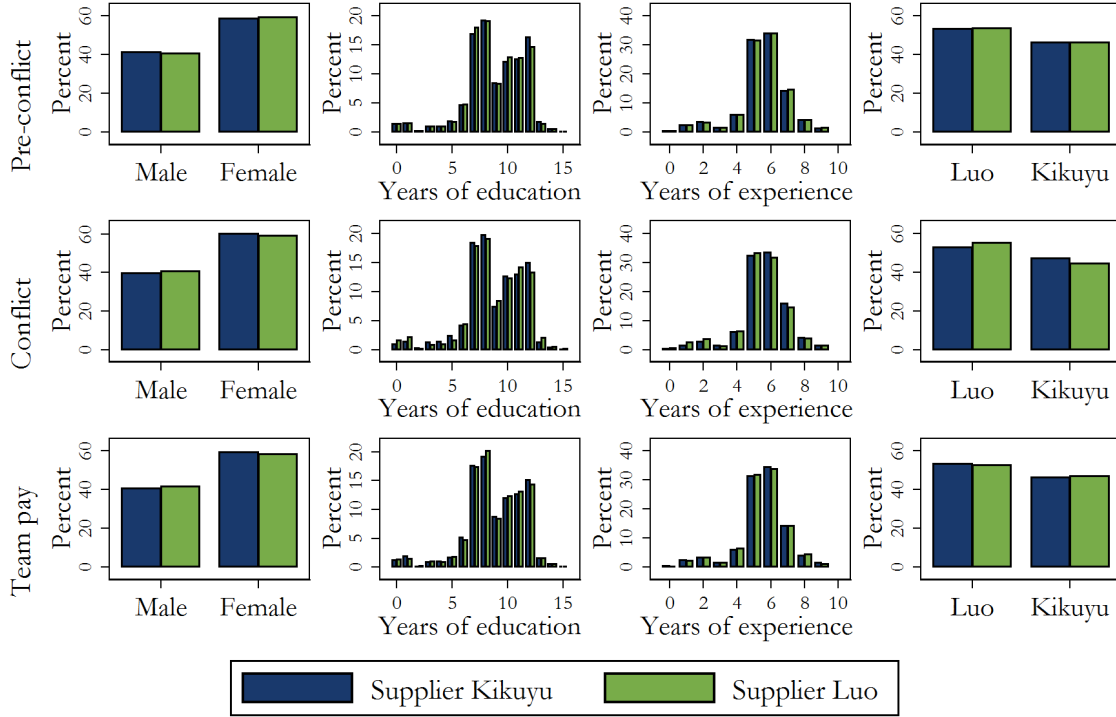 Pre-conflict
Percent
0 20 40 60
Male Female
Percent
0 5 10 15 20
0 5 10 15
Years of education
Percent
0 10 20 30 40
0 2 4 6 8 10
Years of experience
Percent
0 20 40 60
Luo Kikuyu
Conflict
Percent
0 20 40 60
Male Female
Percent
0 5 10 15 20
0 5 10 15
Years of education
Percent
0 10 20 30 40
0 2 4 6 8 10
Years of experience
Percent
0 20 40 60
Luo Kikuyu
Team pay
Percent
0 20 40 60
Male Female
Percent
0 5 10 15 20
0 5 10 15
Years of education
Percent
0 10 20 30 40
0 2 4 6 8 10
Years of experience
Percent
0 20 40 60
Luo Kikuyu
Supplier Kikuyu Supplier Luo